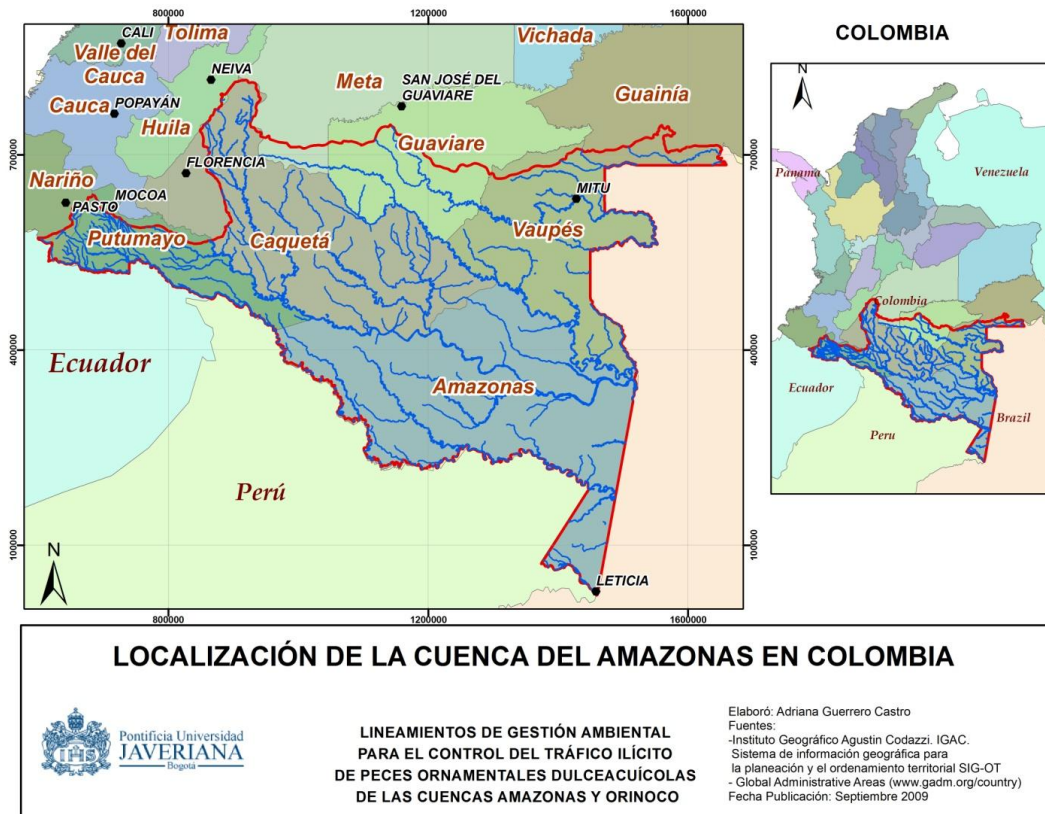 800000
1200000
1600000
CALI
Tolima
Valle del
Cauca
NEIVA
Vichada
Meta
SAN JOSÉ DEL
GUAVIARE
Cauca
POPAYÁN
Guainía
Huila
Guaviare
700000
700000
FLORENCIA
Nariño
MOCOA
PASTO
MITU
Putumayo
Caquetá
Vaupés
400000
400000
Ecuador
Amazonas
Perú
100000
100000
N
LETICIA
800000
1200000
1600000
COLOMBIA
N
Panama
Venezuela
Colombia
Ecuador
Brazil
Peru
LOCALIZACIÓN DE LA CUENCA DEL AMAZONAS EN COLOMBIA
IHS
Pontificia Universidad
JAVERIANA
Bogotá
LINEAMIENTOS DE GESTIÓN AMBIENTAL
PARA EL CONTROL DEL TRÁFICO ILÍCITO
DE PECES ORNAMENTALES DULCEACUÍCOLAS
DE LAS CUENCAS AMAZONAS Y ORINOCO
Elaboró: Adriana Guerrero Castro
Fuentes:
-Instituto Geográfico Agustin Codazzi. IGAC.
Sistema de información geográfica para
la planeación y el ordenamiento territorial SIG-OT
- Global Administrative Areas (www.gadm.org/country)
Fecha Publicación: Septiembre 2009